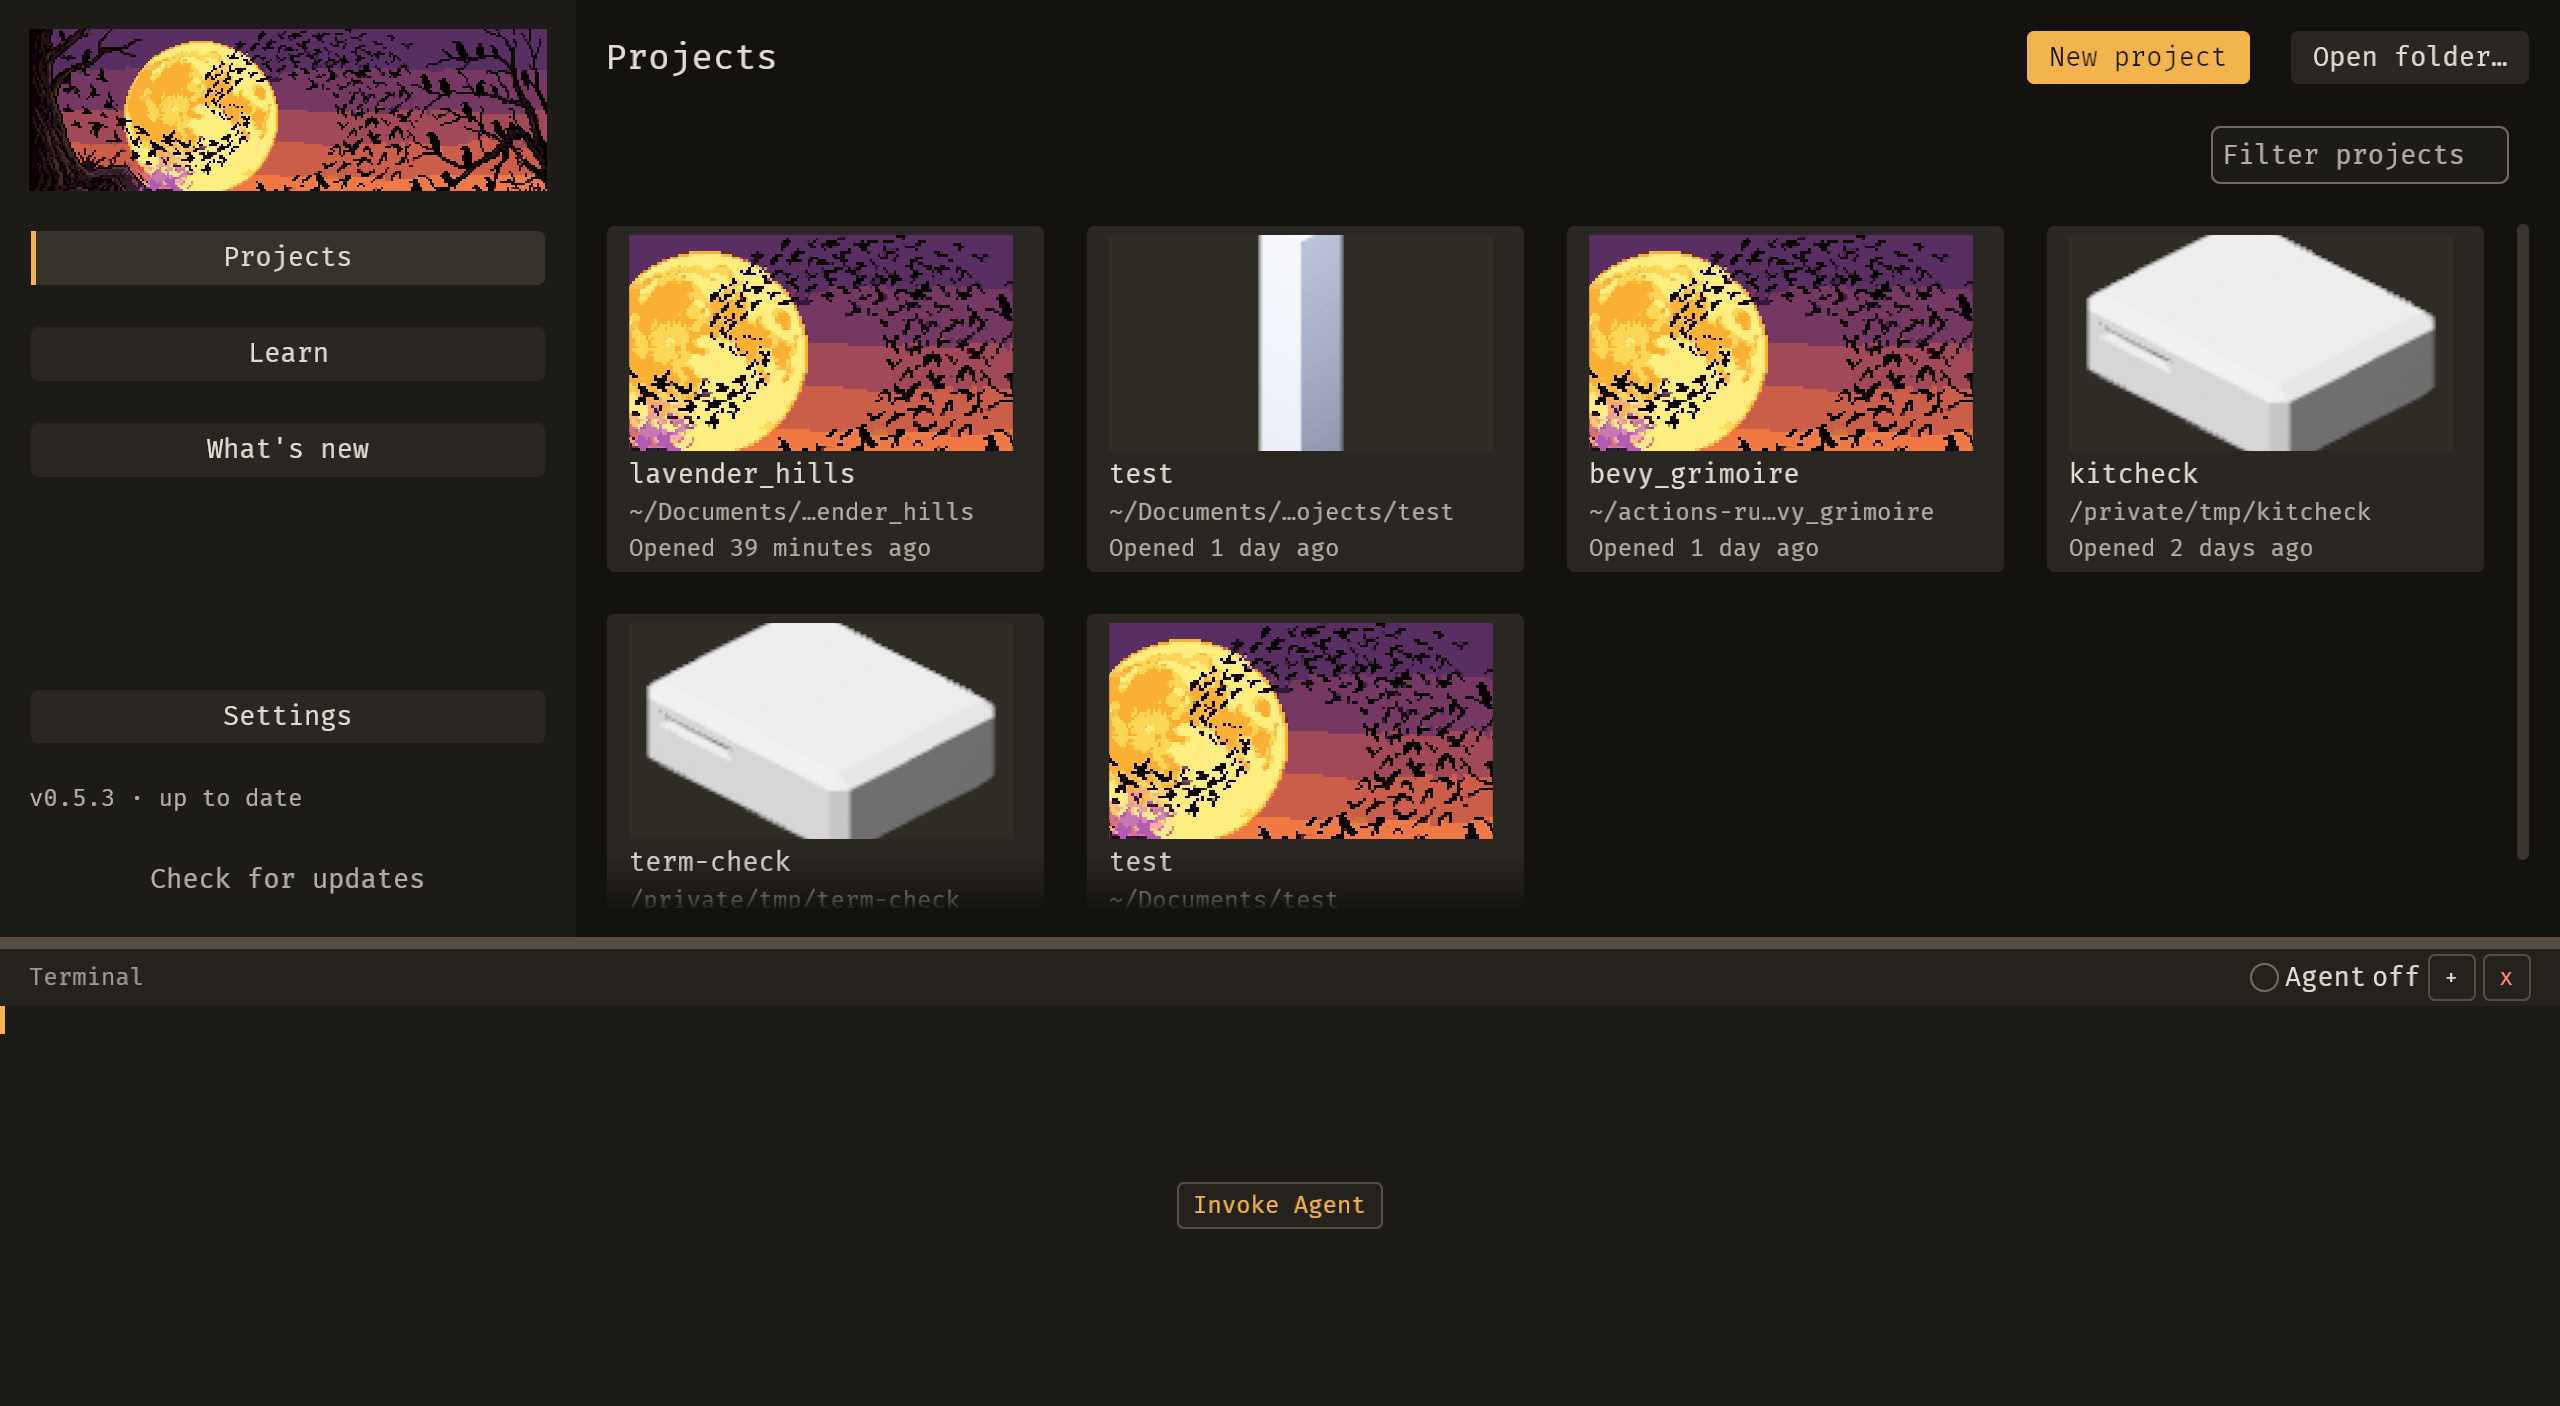 Projects
New project
Open folder…
Filter projects
Projects
Learn
What's new
Settings
v0.5.3 · up to date
Check for updates
lavender_hills
~/Documents/…ender_hills
Opened 39 minutes ago
test
~/Documents/…ojects/test
Opened 1 day ago
bevy_grimoire
~/actions-ru…vy_grimoire
Opened 1 day ago
kitcheck
/private/tmp/kitcheck
Opened 2 days ago
term-check
/private/tmp/term-check
test
~/Documents/test
Terminal
Agent off
+
x
Invoke Agent